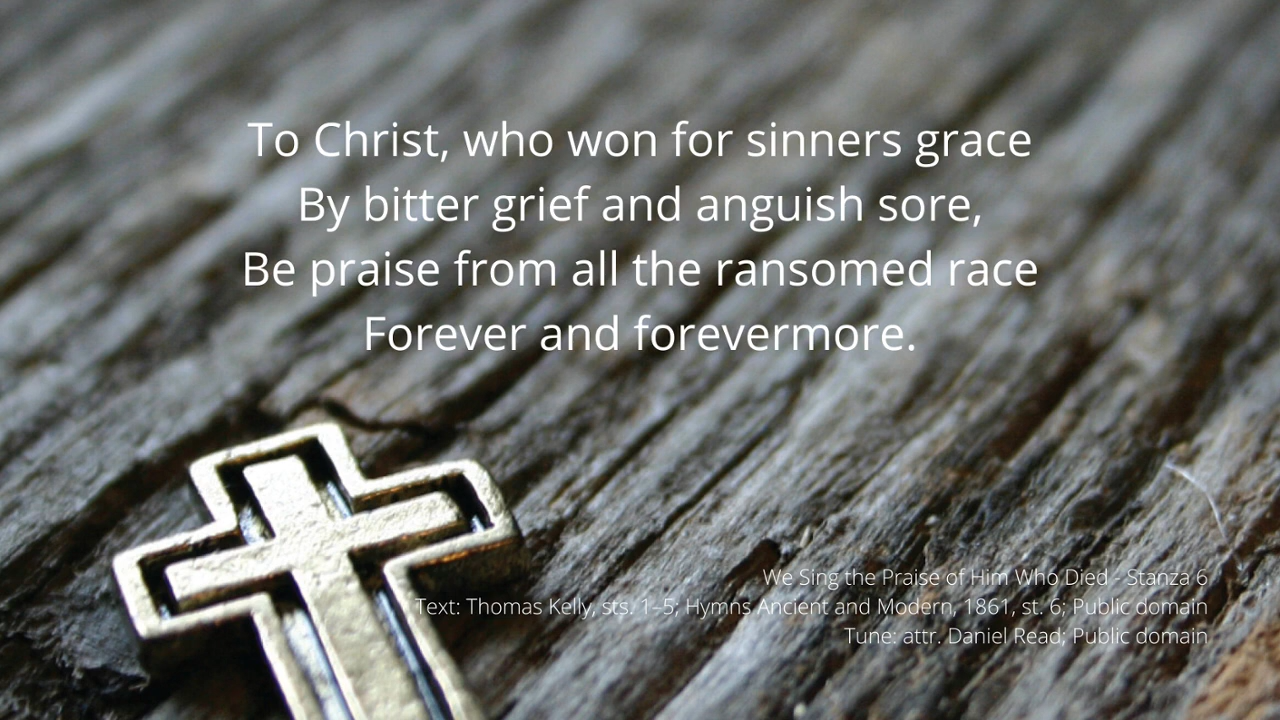 To Christ, who won for sinners grace
By bitter grief and anguish sore,
Be praise from all the ransomed race
Forever and forevermore.
We Sing the Praise of Him Who Died - Stanza 6
Text: Thomas Kelly, sts. 1–5; Hymns Ancient and Modern, 1861, st. 6; Public domain
Tune: attr. Daniel Read; Public domain